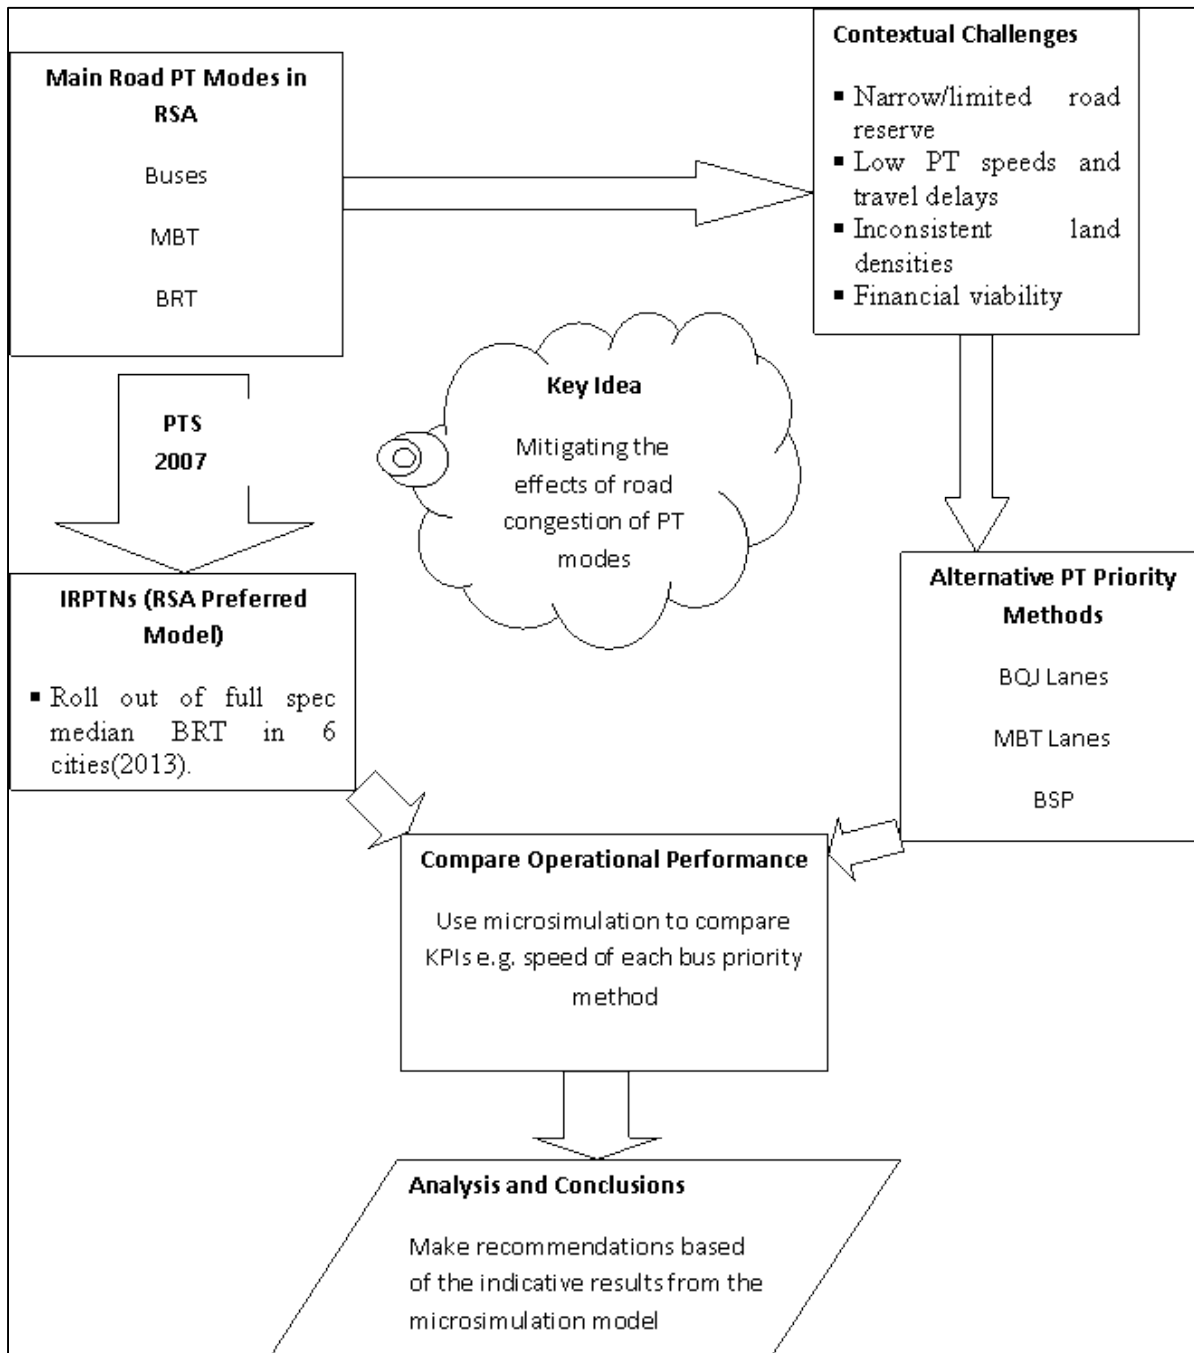 Main Road PT Modes in
RSA
Buses
MBT
BRT
Contextual Challenges
▪ Narrow/limited road
reserve
▪ Low PT speeds and
travel delays
▪ Inconsistent land
densities
▪ Financial viability
PTS
2007
Key Idea
Mitigating the
effects of road
congestion of PT
modes
IRPTNs (RSA Preferred
Model)
▪ Roll out of full spec
median BRT in 6
cities(2013).
Alternative PT Priority
Methods
BQJ Lanes
MBT Lanes
BSP
Compare Operational Performance
Use microsimulation to compare
KPIs e.g. speed of each bus priority
method
Analysis and Conclusions
Make recommendations based
of the indicative results from the
microsimulation model